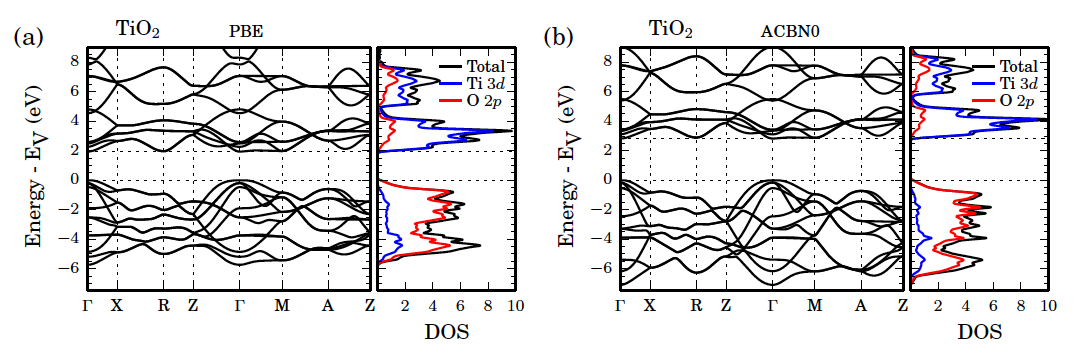 (a) TiO2 PBE
Energy - EV (eV)
8
6
4
2
0
−2
−4
−6
Γ X R Z Γ M A Z
Total
Ti 3d
O 2p
2 4 6 8 10
DOS
(b) TiO2 ACBN0
Energy - EV (eV)
8
6
4
2
0
−2
−4
−6
Γ X R Z Γ M A Z
Total
Ti 3d
O 2p
2 4 6 8 10
DOS